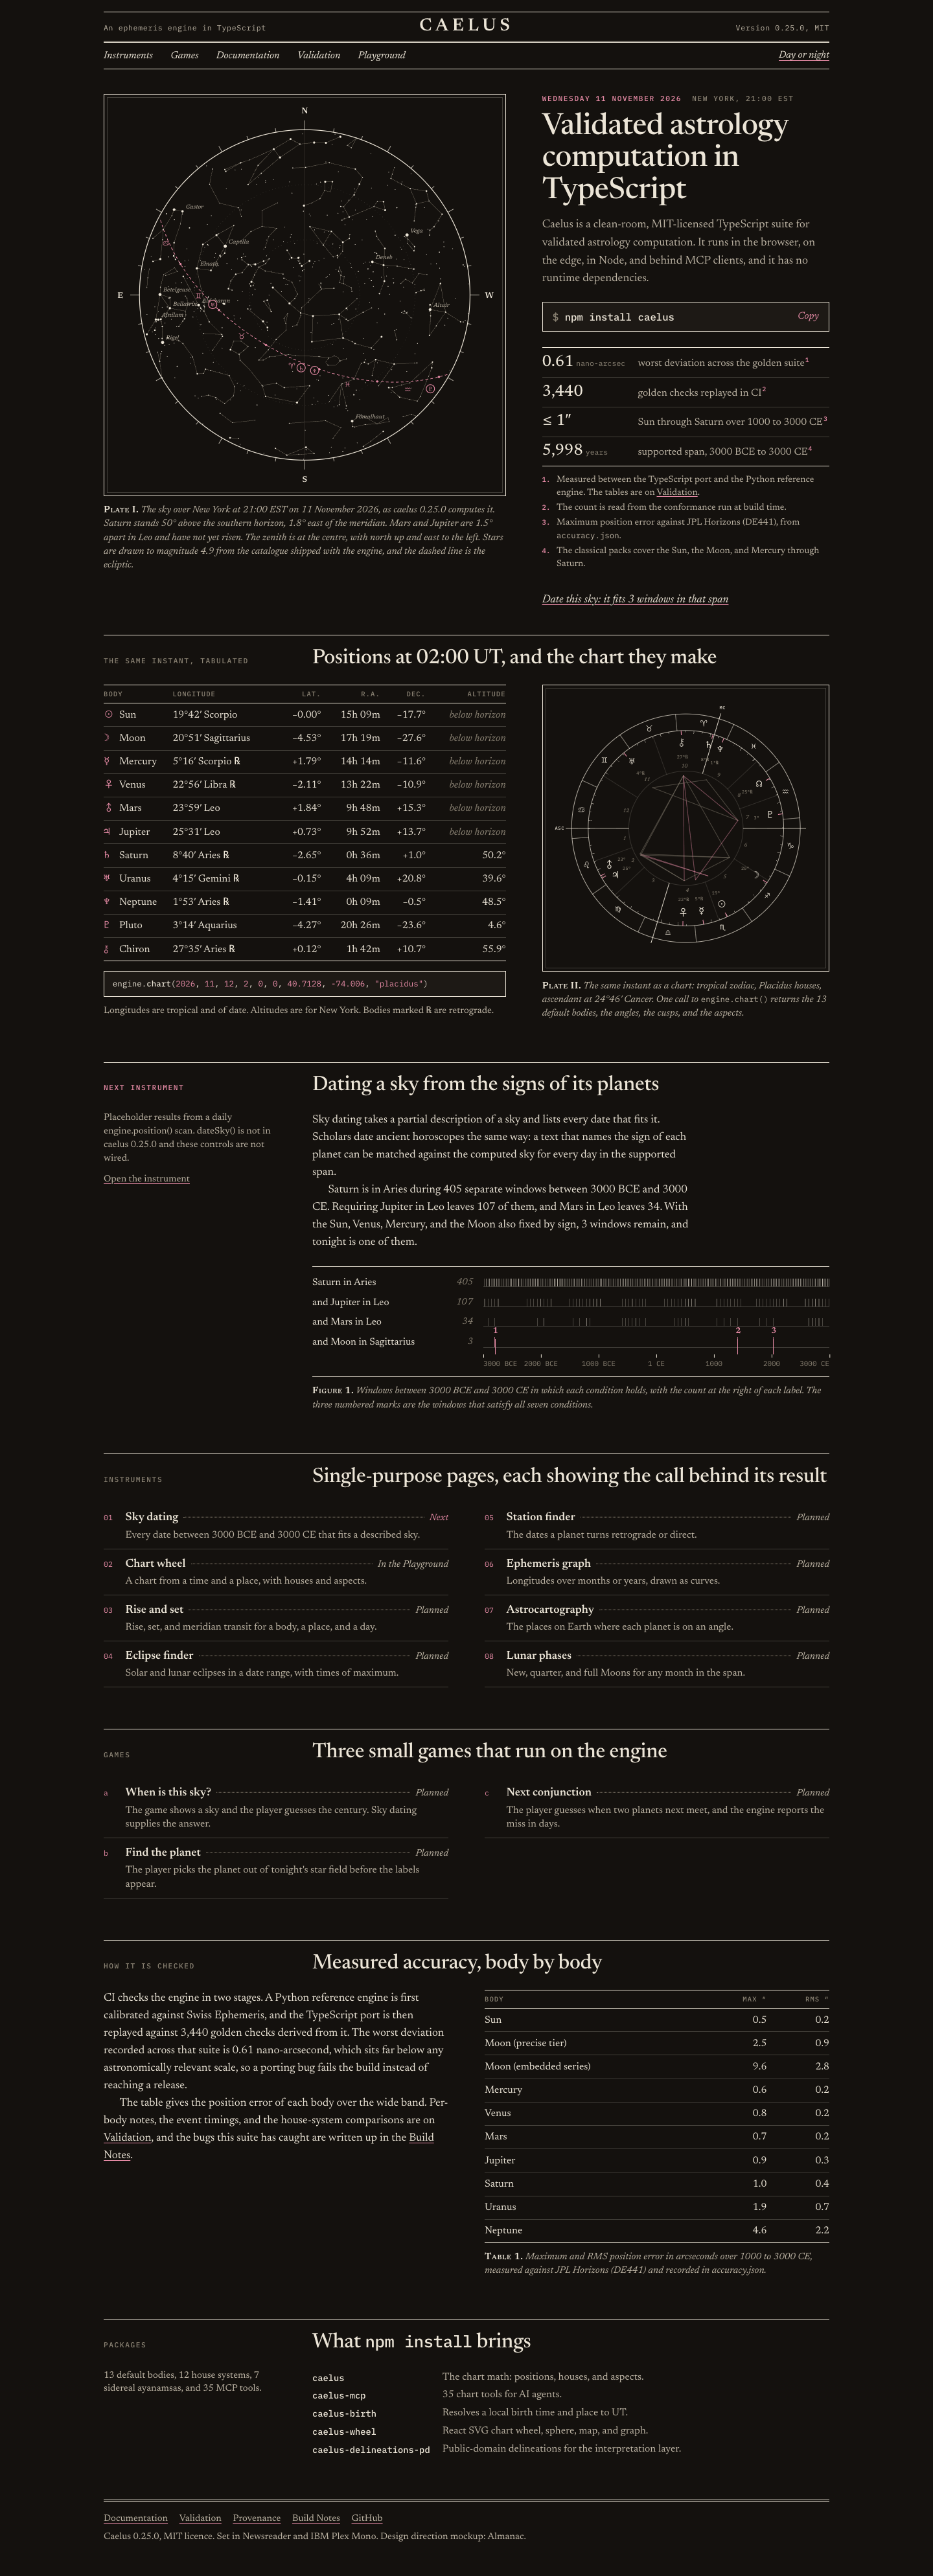 An ephemeris engine in TypeScript
CAELUS
Version 0.25.0, MIT
Instruments Games Documentation Validation Playground
Day or night
N
Castor
Capella
Vega
Elnath
Deneb
E
W
Betelgeuse
Bellatrix
Alnilam
Altair
Rigel
Fomalhaut
S
PLATE I. The sky over New York at 21:00 EST on 11 November 2026, as caelus 0.25.0 computes it.
Saturn stands 50° above the southern horizon, 1.8° east of the meridian. Mars and Jupiter are 1.5°
apart in Leo and have not yet risen. The zenith is at the centre, with north up and east to the left. Stars
are drawn to magnitude 4.9 from the catalogue shipped with the engine, and the dashed line is the
ecliptic.
WEDNESDAY 11 NOVEMBER 2026 NEW YORK, 21:00 EST
Validated astrology
computation in
TypeScript
Caelus is a clean-room, MIT-licensed TypeScript suite for
validated astrology computation. It runs in the browser, on
the edge, in Node, and behind MCP clients, and it has no
runtime dependencies.
$ npm install caelus
Copy
0.61 nano-arcsec worst deviation across the golden suite¹
3,440 golden checks replayed in CI²
≤ 1″ Sun through Saturn over 1000 to 3000 CE³
5,998 years supported span, 3000 BCE to 3000 CE⁴
1. Measured between the TypeScript port and the Python reference
engine. The tables are on Validation.
2. The count is read from the conformance run at build time.
3. Maximum position error against JPL Horizons (DE441), from
accuracy.json.
4. The classical packs cover the Sun, the Moon, and Mercury through
Saturn.
Date this sky: it fits 3 windows in that span
THE SAME INSTANT, TABULATED
Positions at 02:00 UT, and the chart they make
BODY LONGITUDE LAT. R.A. DEC. ALTITUDE
☉ Sun 19°42′ Scorpio −0.00° 15h 09m −17.7° below horizon
☽ Moon 20°51′ Sagittarius −4.53° 17h 19m −27.6° below horizon
☿ Mercury 5°16′ Scorpio ℞ +1.79° 14h 14m −11.6° below horizon
♀ Venus 22°56′ Libra ℞ −2.11° 13h 22m −10.9° below horizon
♂ Mars 23°59′ Leo +1.84° 9h 48m +15.3° below horizon
♃ Jupiter 25°31′ Leo +0.73° 9h 52m +13.7° below horizon
♄ Saturn 8°40′ Aries ℞ −2.65° 0h 36m +1.0° 50.2°
♅ Uranus 4°15′ Gemini ℞ −0.15° 4h 09m +20.8° 39.6°
♆ Neptune 1°53′ Aries ℞ −1.41° 0h 09m −0.5° 48.5°
♇ Pluto 3°14′ Aquarius −4.27° 20h 26m −23.6° 4.6°
⚷ Chiron 27°35′ Aries ℞ +0.12° 1h 42m +10.7° 55.9°
engine.chart(2026, 11, 12, 2, 0, 0, 40.7128, -74.006, "placidus")
Longitudes are tropical and of date. Altitudes are for New York. Bodies marked ℞ are retrograde.
MC
ASC
PLATE II. The same instant as a chart: tropical zodiac, Placidus houses,
ascendant at 24°46′ Cancer. One call to engine.chart() returns the 13
default bodies, the angles, the cusps, and the aspects.
NEXT INSTRUMENT
Placeholder results from a daily
engine.position() scan. dateSky() is not in
caelus 0.25.0 and these controls are not
wired.
Open the instrument
Dating a sky from the signs of its planets
Sky dating takes a partial description of a sky and lists every date that fits it.
Scholars date ancient horoscopes the same way: a text that names the sign of each
planet can be matched against the computed sky for every day in the supported
span.
Saturn is in Aries during 405 separate windows between 3000 BCE and 3000
CE. Requiring Jupiter in Leo leaves 107 of them, and Mars in Leo leaves 34. With
the Sun, Venus, Mercury, and the Moon also fixed by sign, 3 windows remain, and
tonight is one of them.
Saturn in Aries 405
and Jupiter in Leo 107
and Mars in Leo 34
1 2 3
and Moon in Sagittarius 3
3000 BCE 2000 BCE 1000 BCE 1 CE 1000 2000 3000 CE
FIGURE 1. Windows between 3000 BCE and 3000 CE in which each condition holds, with the count at the right of each label. The
three numbered marks are the windows that satisfy all seven conditions.
INSTRUMENTS
Single-purpose pages, each showing the call behind its result
01 Sky dating Next
Every date between 3000 BCE and 3000 CE that fits a described sky.
02 Chart wheel In the Playground
A chart from a time and a place, with houses and aspects.
03 Rise and set Planned
Rise, set, and meridian transit for a body, a place, and a day.
04 Eclipse finder Planned
Solar and lunar eclipses in a date range, with times of maximum.
05 Station finder Planned
The dates a planet turns retrograde or direct.
06 Ephemeris graph Planned
Longitudes over months or years, drawn as curves.
07 Astrocartography Planned
The places on Earth where each planet is on an angle.
08 Lunar phases Planned
New, quarter, and full Moons for any month in the span.
GAMES
Three small games that run on the engine
a When is this sky? Planned
The game shows a sky and the player guesses the century. Sky dating
supplies the answer.
b Find the planet Planned
The player picks the planet out of tonight's star field before the labels
appear.
c Next conjunction Planned
The player guesses when two planets next meet, and the engine reports the
miss in days.
HOW IT IS CHECKED
Measured accuracy, body by body
CI checks the engine in two stages. A Python reference engine is first
calibrated against Swiss Ephemeris, and the TypeScript port is then
replayed against 3,440 golden checks derived from it. The worst deviation
recorded across that suite is 0.61 nano-arcsecond, which sits far below any
astronomically relevant scale, so a porting bug fails the build instead of
reaching a release.
The table gives the position error of each body over the wide band. Per-
body notes, the event timings, and the house-system comparisons are on
Validation, and the bugs this suite has caught are written up in the Build
Notes.
BODY MAX ″ RMS ″
Sun 0.5 0.2
Moon (precise tier) 2.5 0.9
Moon (embedded series) 9.6 2.8
Mercury 0.6 0.2
Venus 0.8 0.2
Mars 0.7 0.2
Jupiter 0.9 0.3
Saturn 1.0 0.4
Uranus 1.9 0.7
Neptune 4.6 2.2
TABLE 1. Maximum and RMS position error in arcseconds over 1000 to 3000 CE,
measured against JPL Horizons (DE441) and recorded in accuracy.json.
PACKAGES
What npm install brings
13 default bodies, 12 house systems, 7
sidereal ayanamsas, and 35 MCP tools.
caelus The chart math: positions, houses, and aspects.
caelus-mcp 35 chart tools for AI agents.
caelus-birth Resolves a local birth time and place to UT.
caelus-wheel React SVG chart wheel, sphere, map, and graph.
caelus-delineations-pd Public-domain delineations for the interpretation layer.
Documentation Validation Provenance Build Notes GitHub
Caelus 0.25.0, MIT licence. Set in Newsreader and IBM Plex Mono. Design direction mockup: Almanac.